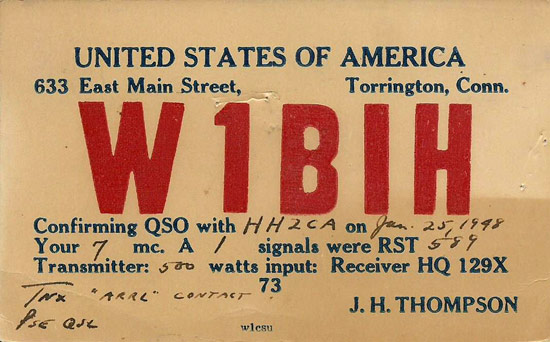 UNITED STATES OF AMERICA
633 East Main Street, Torrington, Conn.
W1BIH
Confirming QSO with HH2CA on Jan. 25, 1948
Your 7 mc. A 1 signals were RST 589
Transmitter: 500 watts input: Receiver HQ 129X
73
TNX "ARRL" CONTACT.
PSE QSL
J. H. THOMPSON
w1csu